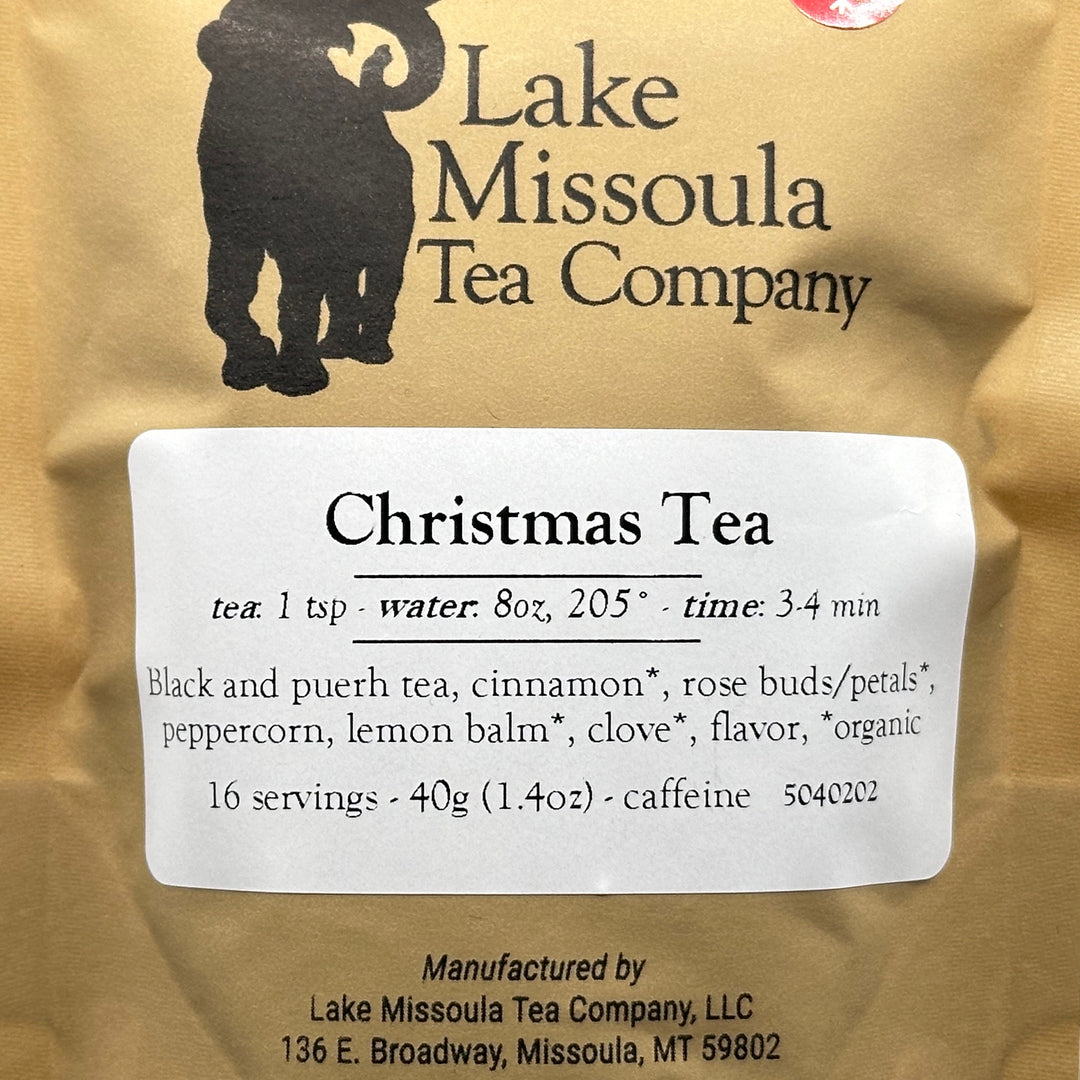 Lake
Missoula
Tea Company
Christmas Tea
tea: 1 tsp - water: 8oz, 205° - time: 3-4 min
Black and puerh tea, cinnamon*, rose buds/petals*,
peppercorn, lemon balm*, clove*, flavor, *organic
16 servings - 40g (1.4oz) - caffeine 5040202
Manufactured by
Lake Missoula Tea Company, LLC
136 E. Broadway, Missoula, MT 59802